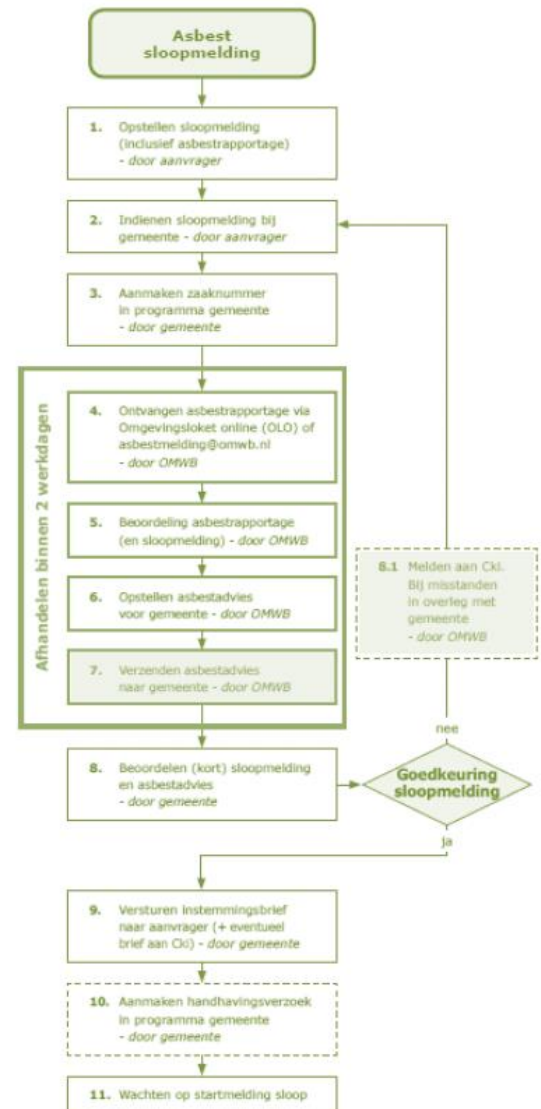 Asbest
sloopmelding
1. Opstellen sloopmelding
(inclusief asbestrapportage)
- door aanvrager
2. Indienen sloopmelding bij
gemeente - door aanvrager
3. Aanmaken zaaknummer
in programma gemeente
- door gemeente
Afhandelen binnen 2 werkdagen
4. Ontvangen asbestrapportage via
Omgevingsloket online (OLO) of
asbestmelding@omwb.nl
- door OMWB
5. Beoordeling asbestrapportage
(en sloopmelding) - door OMWB
6. Opstellen asbestadvies
voor gemeente - door OMWB
7. Verzenden asbestadvies
naar gemeente - door OMWB
8.1 Melden aan CkI.
Bij misstanden
in overleg met
gemeente
- door OMWB
nee
8. Beoordelen (kort) sloopmelding
en asbestadvies
- door gemeente
Goedkeuring
sloopmelding
ja
9. Versturen instemmingsbrief
naar aanvrager (+ eventueel
brief aan CkI) - door gemeente
10. Aanmaken handhavingsverzoek
in programma gemeente
- door gemeente
11. Wachten op startmelding sloop